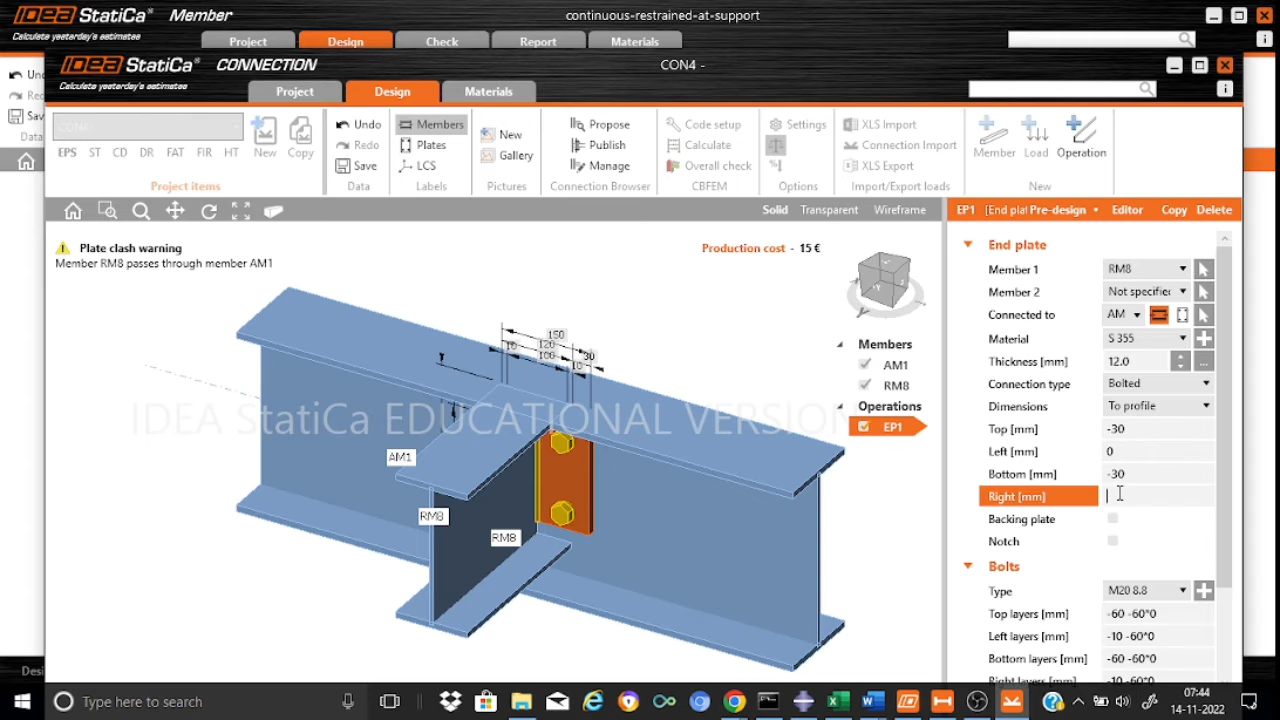 IDEA StatiCa® Member
Calculate yesterday's estimates
continuous-restrained-at-support
Project Design Check Report Materials
IDEA StatiCa® CONNECTION
Calculate yesterday's estimates
CON4 -
Project Design Materials
CON4
EPS ST CD DR FAT FIR HT
New Copy
Project items
Undo
Redo
Save
Data
Members
Plates
LCS
Labels
New
Gallery
Pictures
Propose
Publish
Manage
Connection Browser
Code setup
Calculate
Overall check
CBFEM
Settings
Options
XLS Import
Connection Import
XLS Export
Import/Export loads
Member Load Operation
New
Solid Transparent Wireframe
EP1 [End plat Pre-design Editor Copy Delete
Plate clash warning
Member RM8 passes through member AM1
Production cost - 15 €
Members
AM1
RM8
Operations
EP1
150
120
10 100 10 30
AM1
RM8
RM8
IDEA StatiCa EDUCATIONAL VERSION
End plate
Member 1 RM8
Member 2 Not specified
Connected to AM
Material S 355
Thickness [mm] 12.0
Connection type Bolted
Dimensions To profile
Top [mm] -30
Left [mm] 0
Bottom [mm] -30
Right [mm]
Backing plate
Notch
Bolts
Type M20 8.8
Top layers [mm] -60 -60*0
Left layers [mm] -10 -60*0
Bottom layers [mm] -60 -60*0
Right layers [mm] -10 -60*0
Type here to search
07:44
14-11-2022